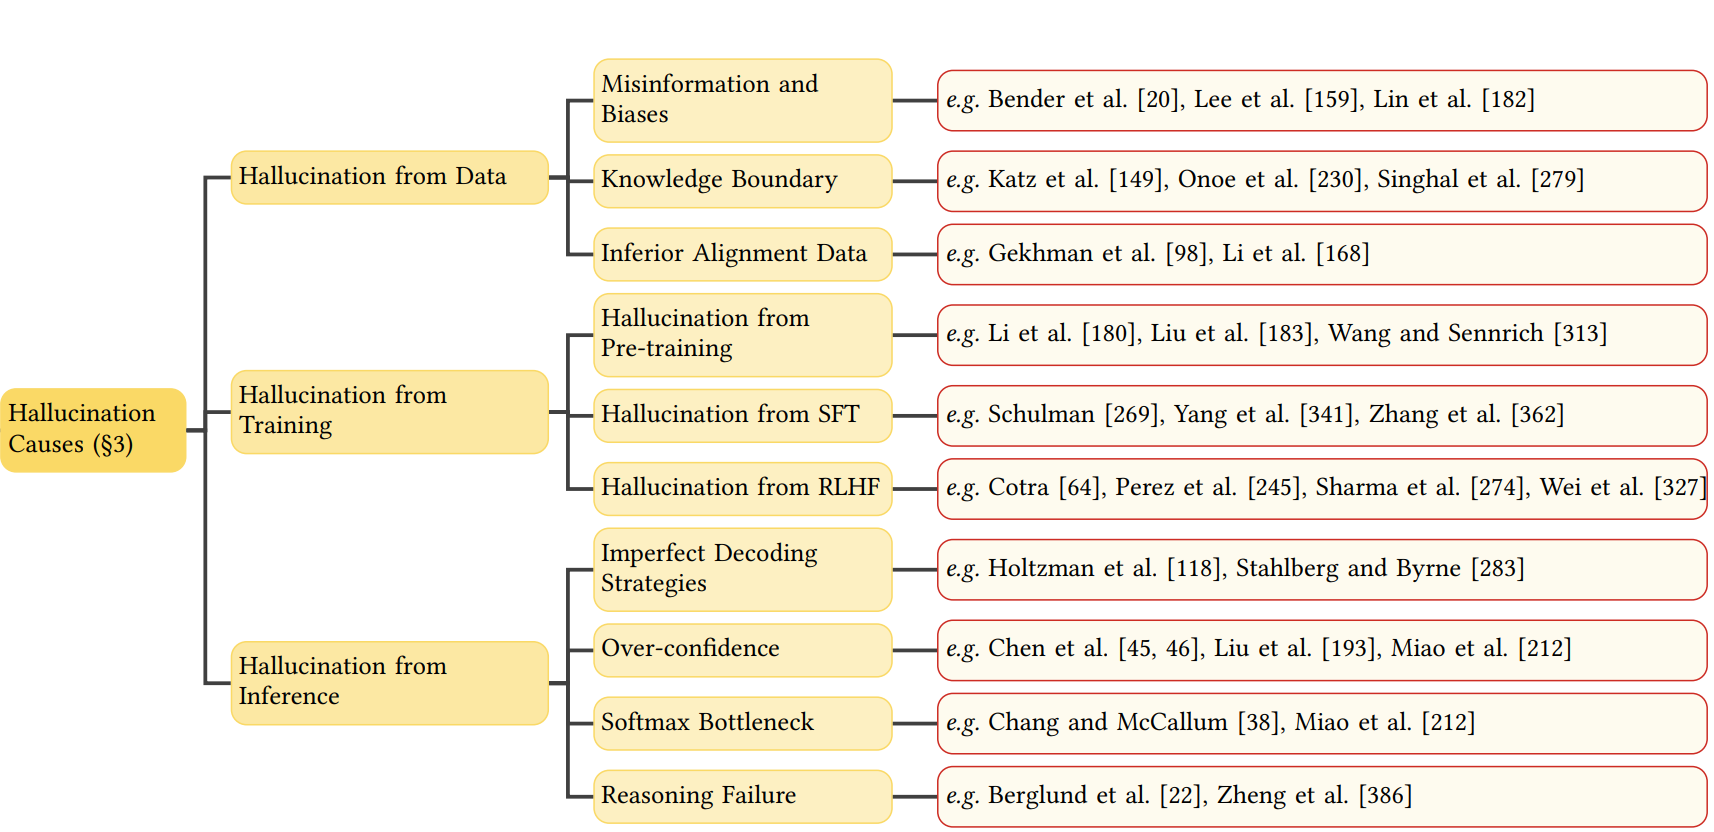 Hallucination
Causes (§3)
Hallucination from Data
Misinformation and
Biases
e.g. Bender et al. [20], Lee et al. [159], Lin et al. [182]
Knowledge Boundary
e.g. Katz et al. [149], Onoe et al. [230], Singhal et al. [279]
Inferior Alignment Data
e.g. Gekhman et al. [98], Li et al. [168]
Hallucination from
Training
Hallucination from
Pre-training
e.g. Li et al. [180], Liu et al. [183], Wang and Sennrich [313]
Hallucination from SFT
e.g. Schulman [269], Yang et al. [341], Zhang et al. [362]
Hallucination from RLHF
e.g. Cotra [64], Perez et al. [245], Sharma et al. [274], Wei et al. [327]
Hallucination from
Inference
Imperfect Decoding
Strategies
e.g. Holtzman et al. [118], Stahlberg and Byrne [283]
Over-confidence
e.g. Chen et al. [45, 46], Liu et al. [193], Miao et al. [212]
Softmax Bottleneck
e.g. Chang and McCallum [38], Miao et al. [212]
Reasoning Failure
e.g. Berglund et al. [22], Zheng et al. [386]